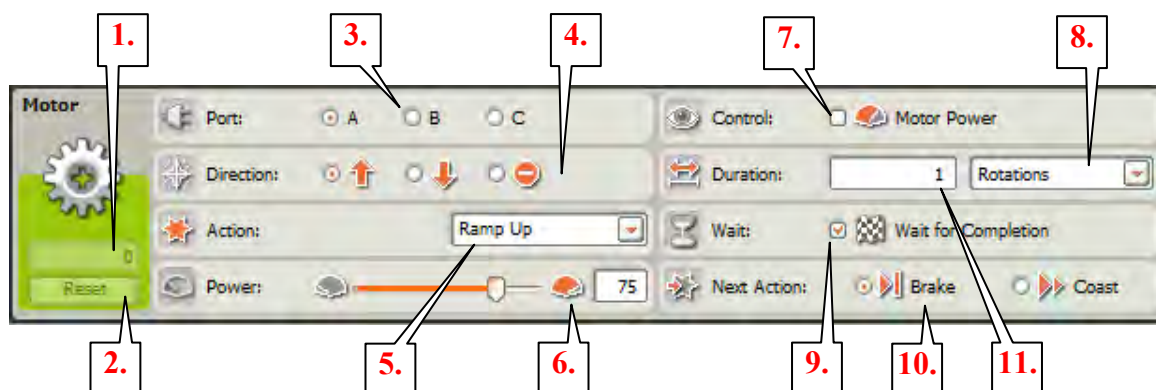 1. 3. 4. 7. 8.
Motor
Port: A B C
Control: Motor Power
Direction:
Duration: 1 Rotations
0
Action: Ramp Up
Wait: Wait for Completion
Reset
Power: 75
Next Action: Brake Coast
2. 5. 6. 9. 10. 11.